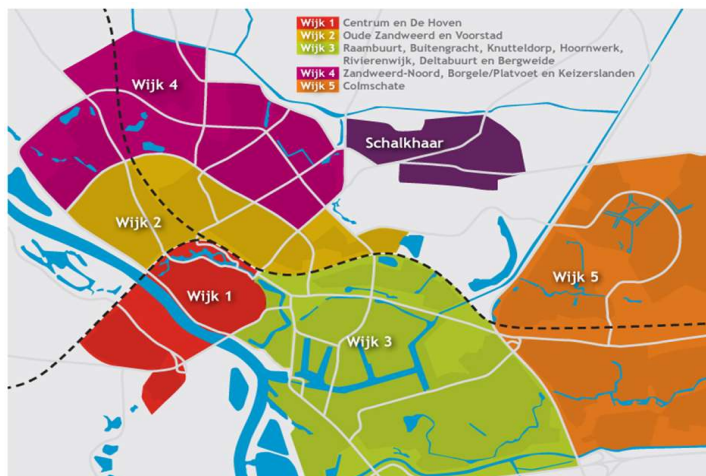 Wijk 1 Centrum en De Hoven
Wijk 2 Oude Zandweerd en Voorstad
Wijk 3 Raambuurt, Buitengracht, Knutteldorp, Hoornwerk,
Rivierenwijk, Deltabuurt en Bergweide
Wijk 4 Zandweerd-Noord, Borgele/Platvoet en Keizerslanden
Wijk 5 Colmschate
Wijk 4
Schalkhaar
Wijk 2
Wijk 5
Wijk 1
Wijk 3